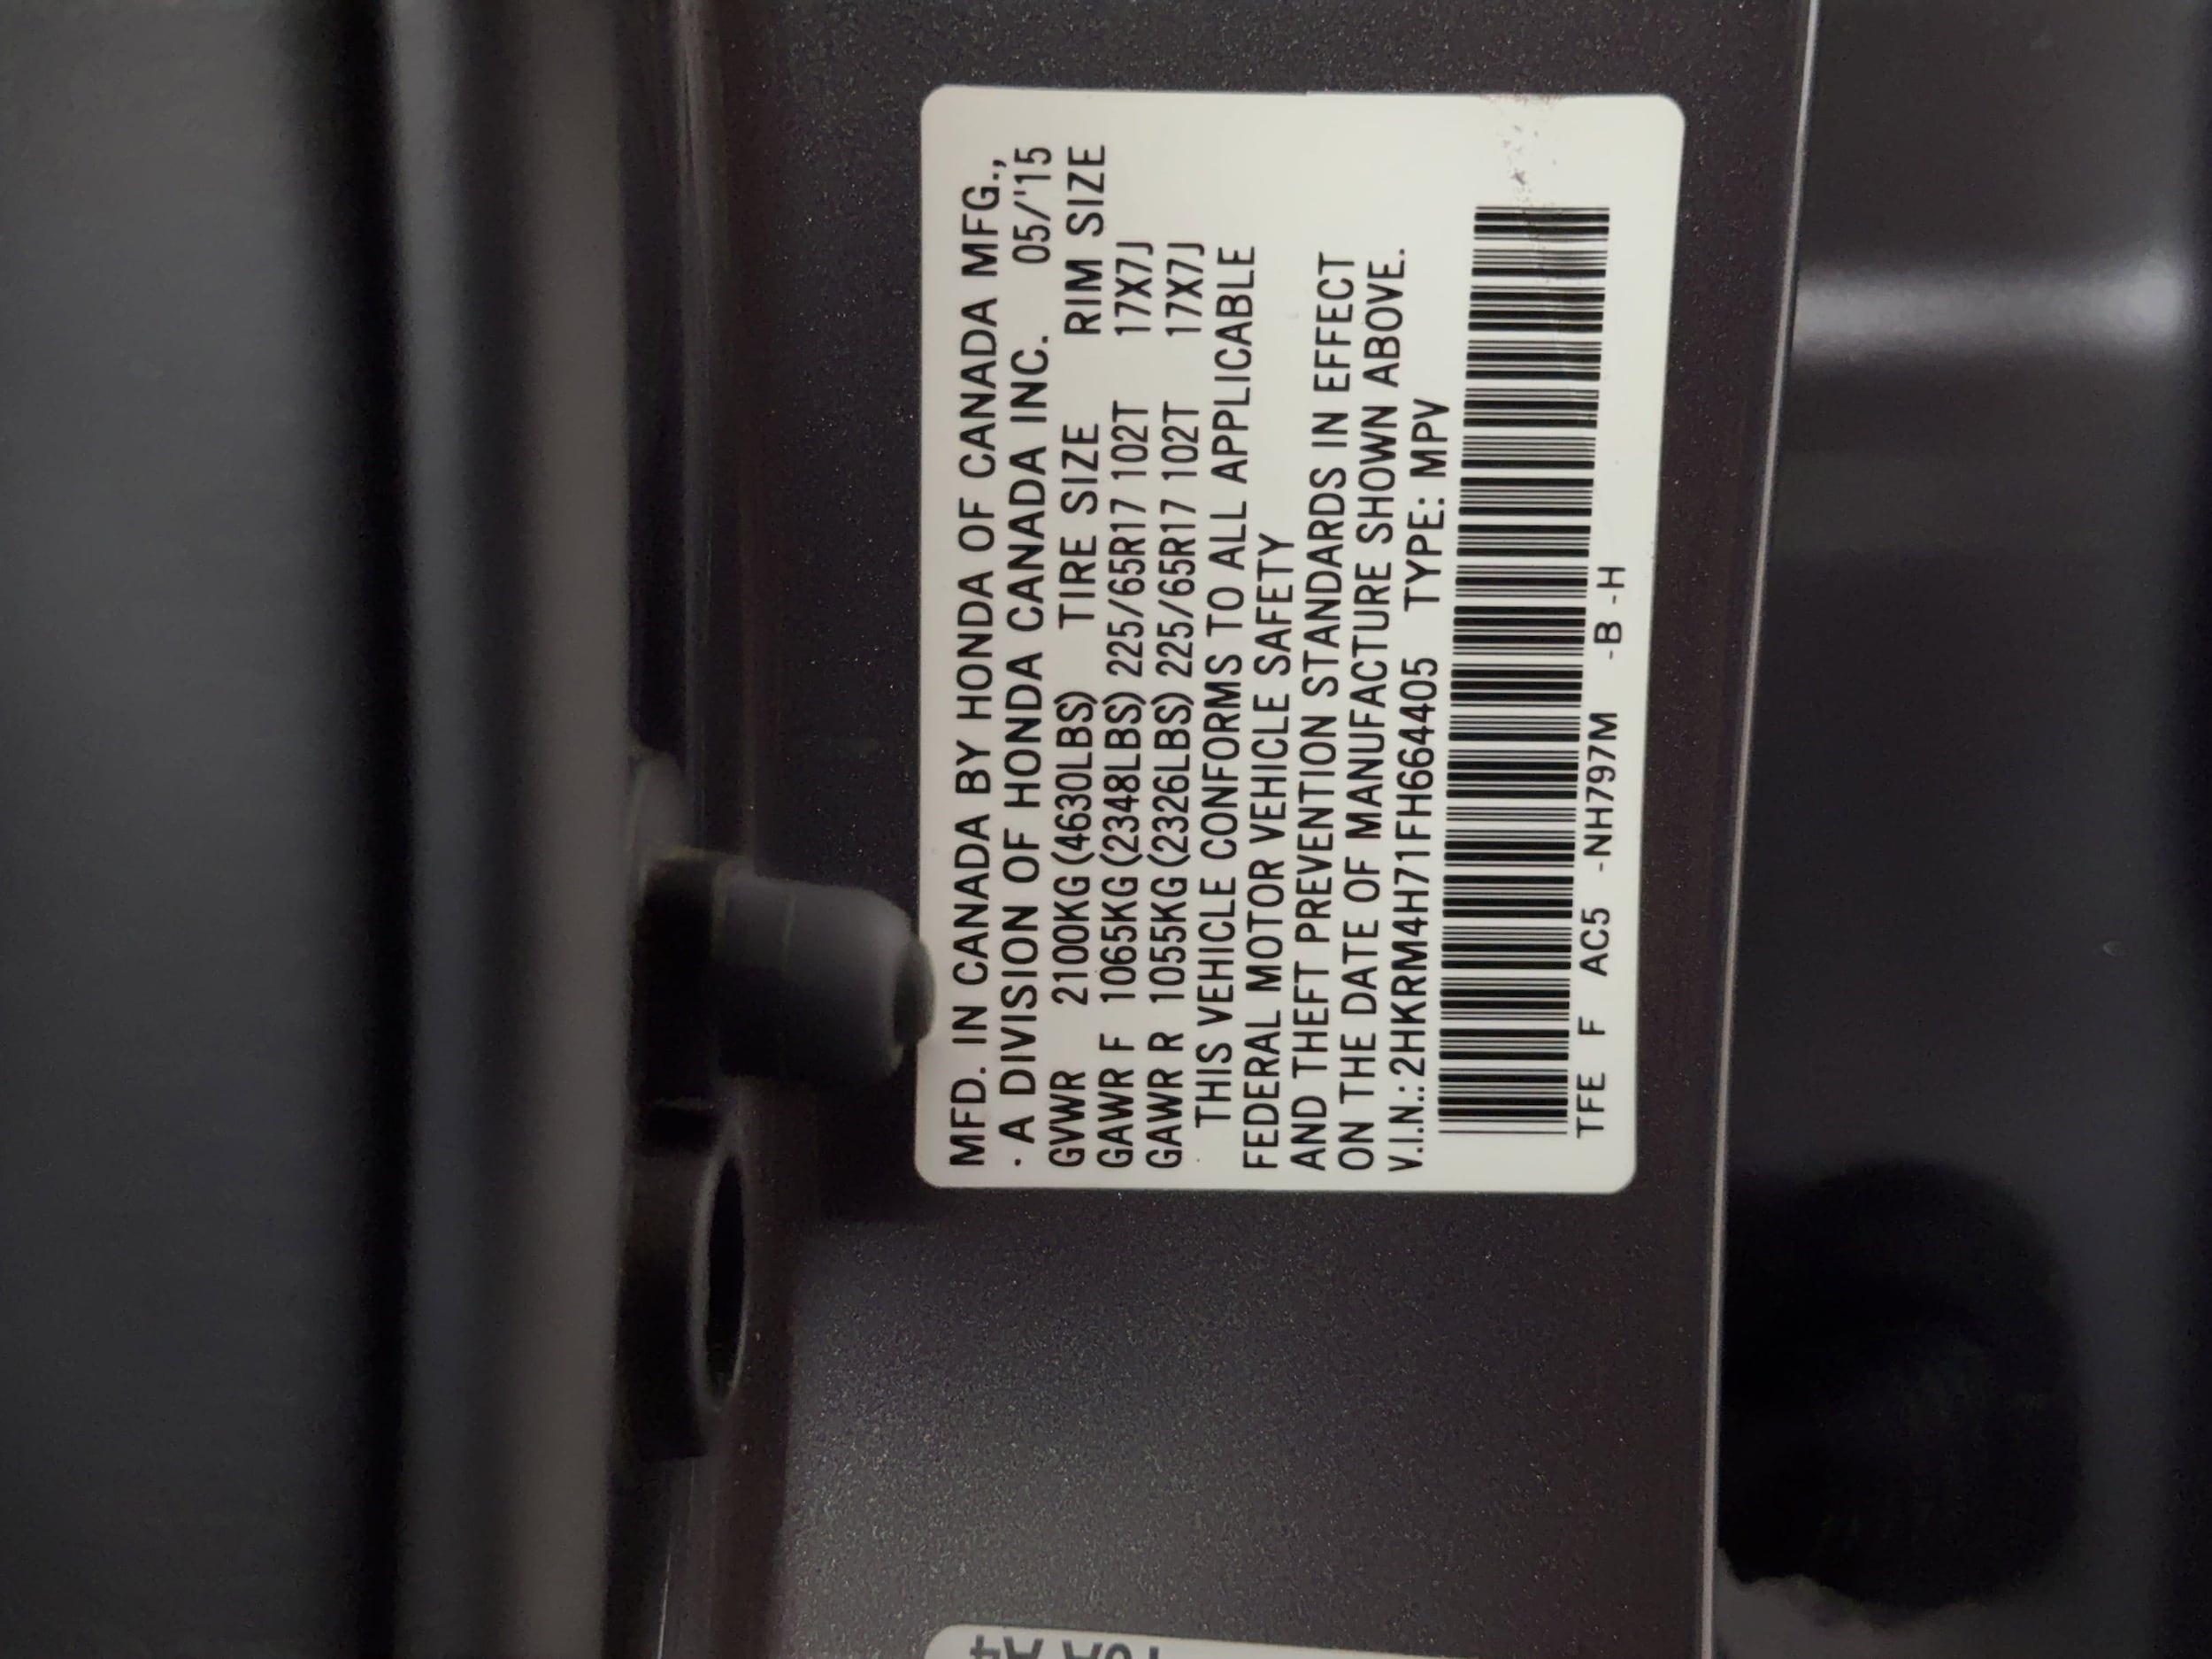 MFD. IN CANADA BY HONDA OF CANADA MFG.,
A DIVISION OF HONDA CANADA INC. 05/'15
GVWR 2100KG(4630LBS) TIRE SIZE RIM SIZE
GAWR F 1065KG(2348LBS) 225/65R17 102T 17X7J
GAWR R 1055KG(2326LBS) 225/65R17 102T 17X7J
THIS VEHICLE CONFORMS TO ALL APPLICABLE
FEDERAL MOTOR VEHICLE SAFETY
AND THEFT PREVENTION STANDARDS IN EFFECT
ON THE DATE OF MANUFACTURE SHOWN ABOVE.
V.I.N.:2HKRM4H71FH664405 TYPE:MPV
TFE F AC5 -NH797M -B -H